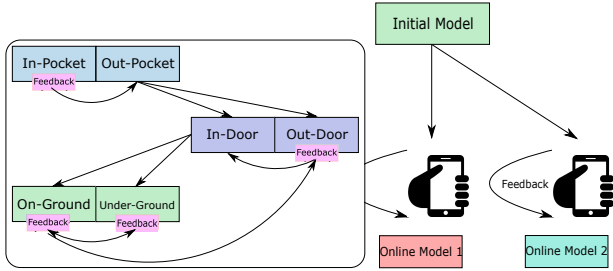 Initial Model
In-Pocket Out-Pocket
Feedback
In-Door Out-Door
Feedback
On-Ground Under-Ground
Feedback Feedback
Feedback
Online Model 1 Online Model 2